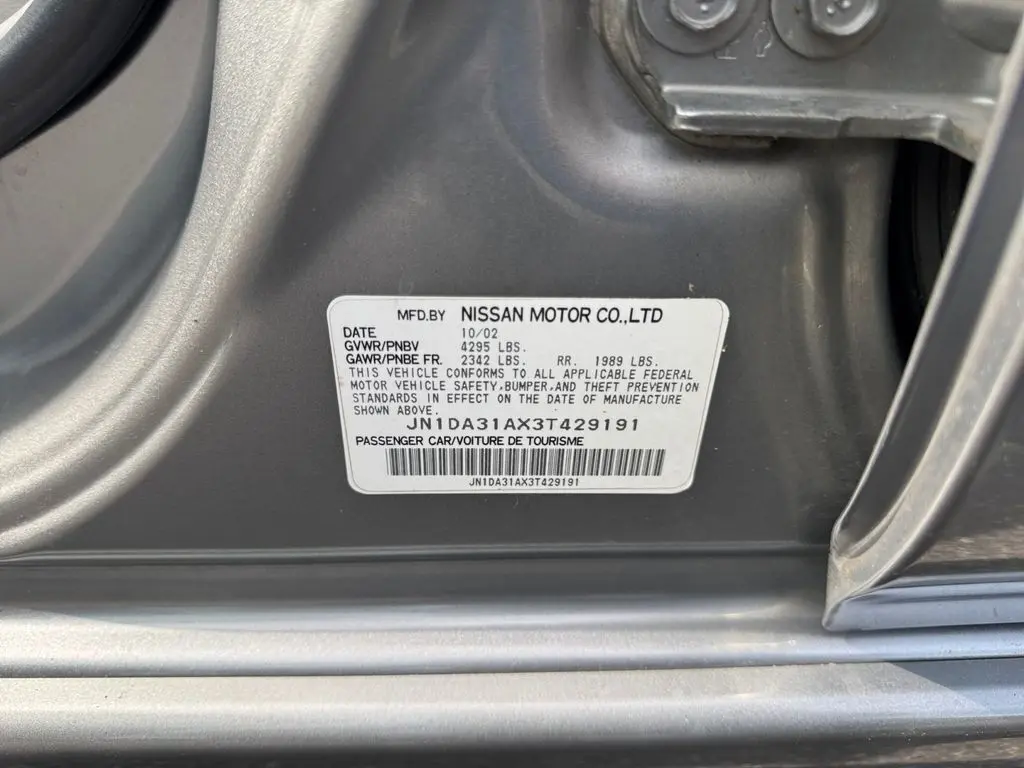 MFD.BY NISSAN MOTOR CO.,LTD
DATE 10/02
GVWR/PNBV 4295 LBS.
GAWR/PNBE FR. 2342 LBS. RR. 1989 LBS.
THIS VEHICLE CONFORMS TO ALL APPLICABLE FEDERAL
MOTOR VEHICLE SAFETY,BUMPER,AND THEFT PREVENTION
STANDARDS IN EFFECT ON THE DATE OF MANUFACTURE
SHOWN ABOVE.
JN1DA31AX3T429191
PASSENGER CAR/VOITURE DE TOURISME
JN1DA31AX3T429191